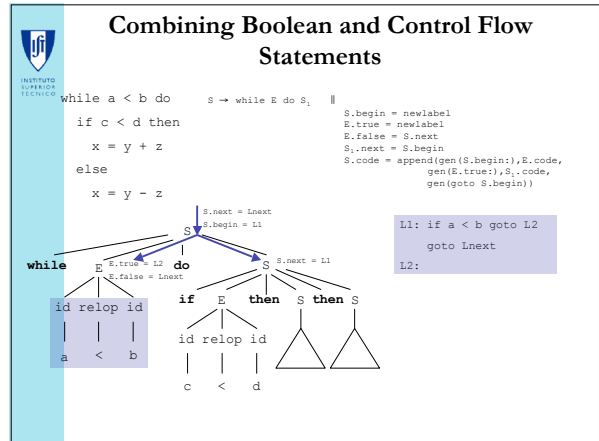 Combining Boolean and Control Flow
Statements
INSTITUTO
SUPERIOR
TECNICO
while a < b do
if c < d then
x = y + z
else
x = y - z
S → while E do S1 ||
S.begin = newlabel
E.true = newlabel
E.false = S.next
S1.next = S.begin
S.code = append(gen(S.begin:),E.code,
gen(E.true:),S1.code,
gen(goto S.begin))
S.next = Lnext
S.begin = L1
S
while E E.true = L2 do S S.next = L1
E.false = Lnext
if E then S then S
id relop id
a < b
id relop id
c < d
L1: if a < b goto L2
goto Lnext
L2: